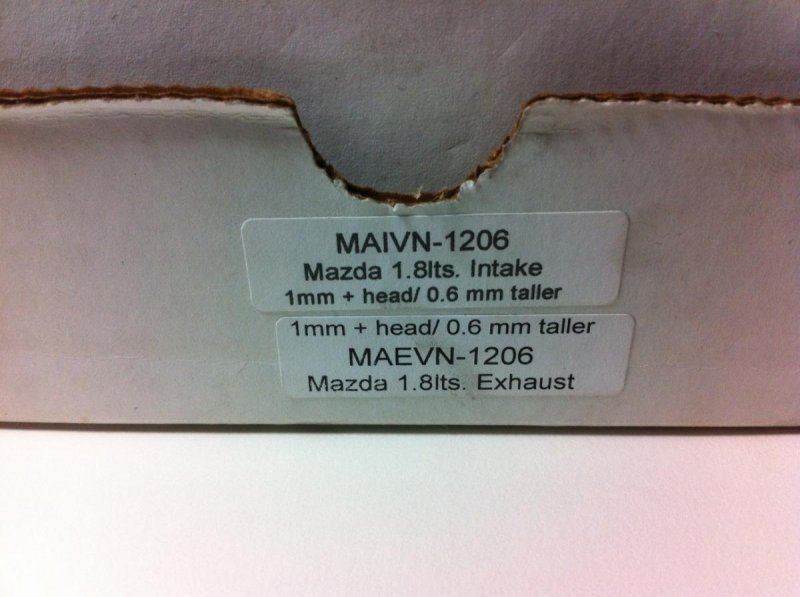 MAIVN-1206
Mazda 1.8lts. Intake
1mm + head/ 0.6 mm taller
1mm + head/ 0.6 mm taller
MAEVN-1206
Mazda 1.8lts. Exhaust